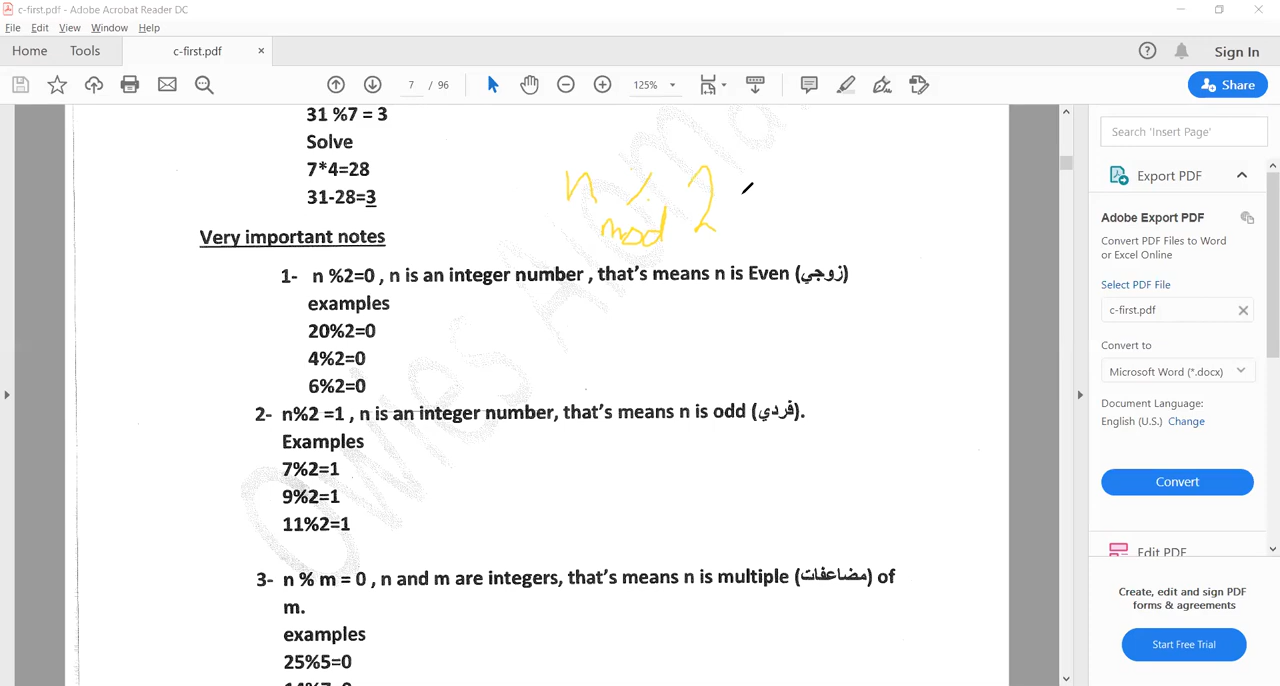 c-first.pdf - Adobe Acrobat Reader DC
File Edit View Window Help
Home Tools c-first.pdf × Sign In
7 / 96 125% Share
31 %7 = 3
Solve
7*4=28
31-28=3
n % 2
mod
Very important notes
1- n %2=0 , n is an integer number , that's means n is Even (زوجي)
examples
20%2=0
4%2=0
6%2=0
2- n%2 =1 , n is an integer number, that's means n is odd (فردي).
Examples
7%2=1
9%2=1
11%2=1
3- n % m = 0 , n and m are integers, that's means n is multiple (مضاعفات) of
m.
examples
25%5=0
14%7=0
Search 'Insert Page'
Export PDF
Adobe Export PDF
Convert PDF Files to Word
or Excel Online
Select PDF File
c-first.pdf
Convert to
Microsoft Word (*.docx)
Document Language:
English (U.S.) Change
Convert
Edit PDF
Create, edit and sign PDF
forms & agreements
Start Free Trial